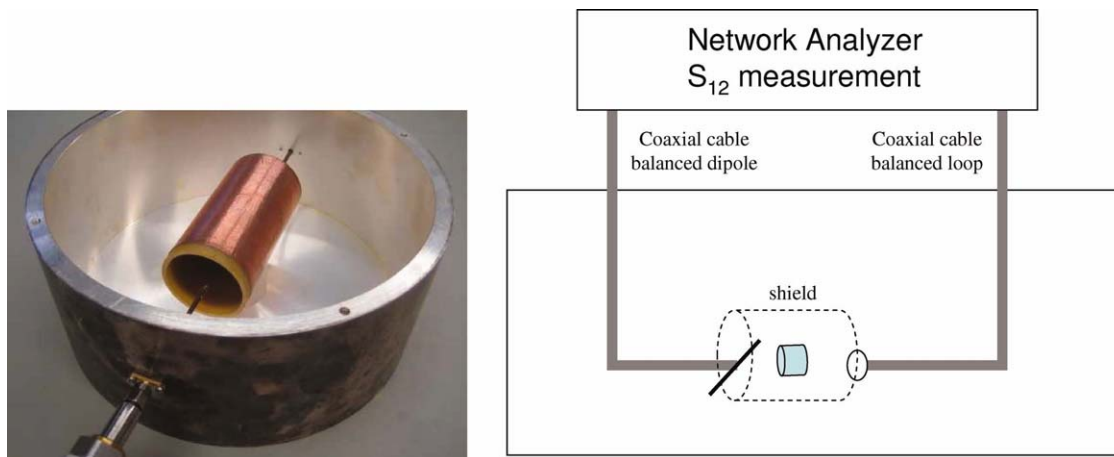 Network Analyzer
S₁₂ measurement
Coaxial cable
balanced dipole
Coaxial cable
balanced loop
shield